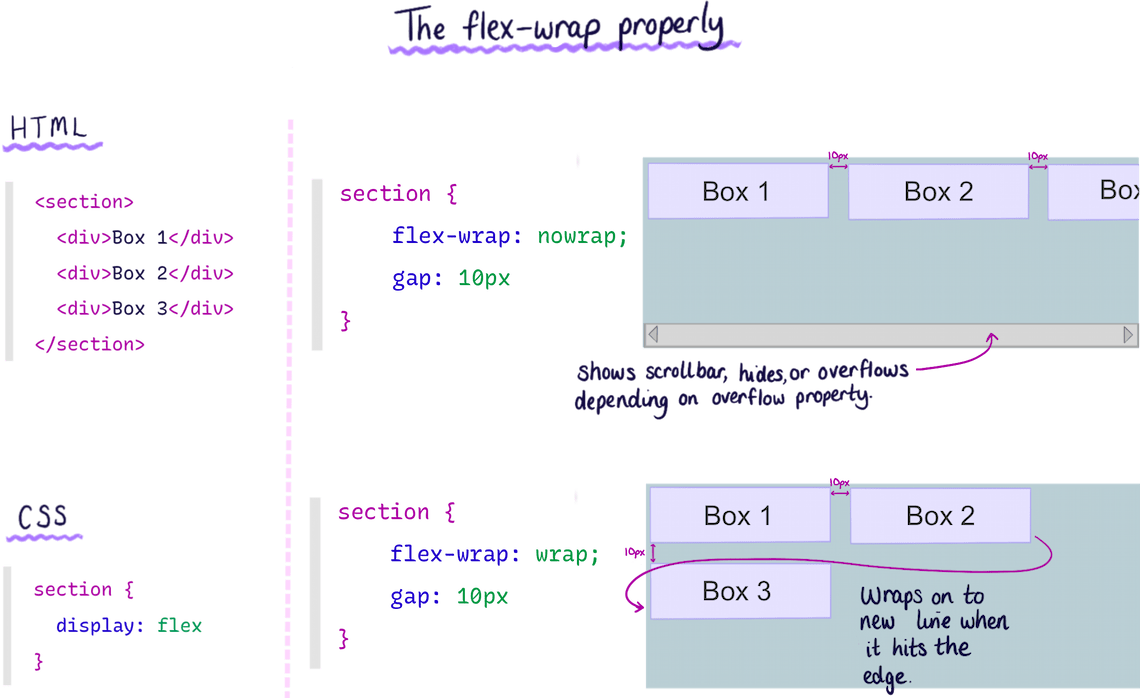 The flex-wrap properly
HTML
<section>
<div>Box 1</div>
<div>Box 2</div>
<div>Box 3</div>
</section>
section {
flex-wrap: nowrap;
gap: 10px
}
10px
10px
Box 1
Box 2
Box
Shows scrollbar, hides, or overflows
depending on overflow property.
CSS
section {
display: flex
}
section {
flex-wrap: wrap;
gap: 10px
}
10px
Box 1
Box 2
10px
Box 3
Wraps on to
new line when
it hits the
edge.